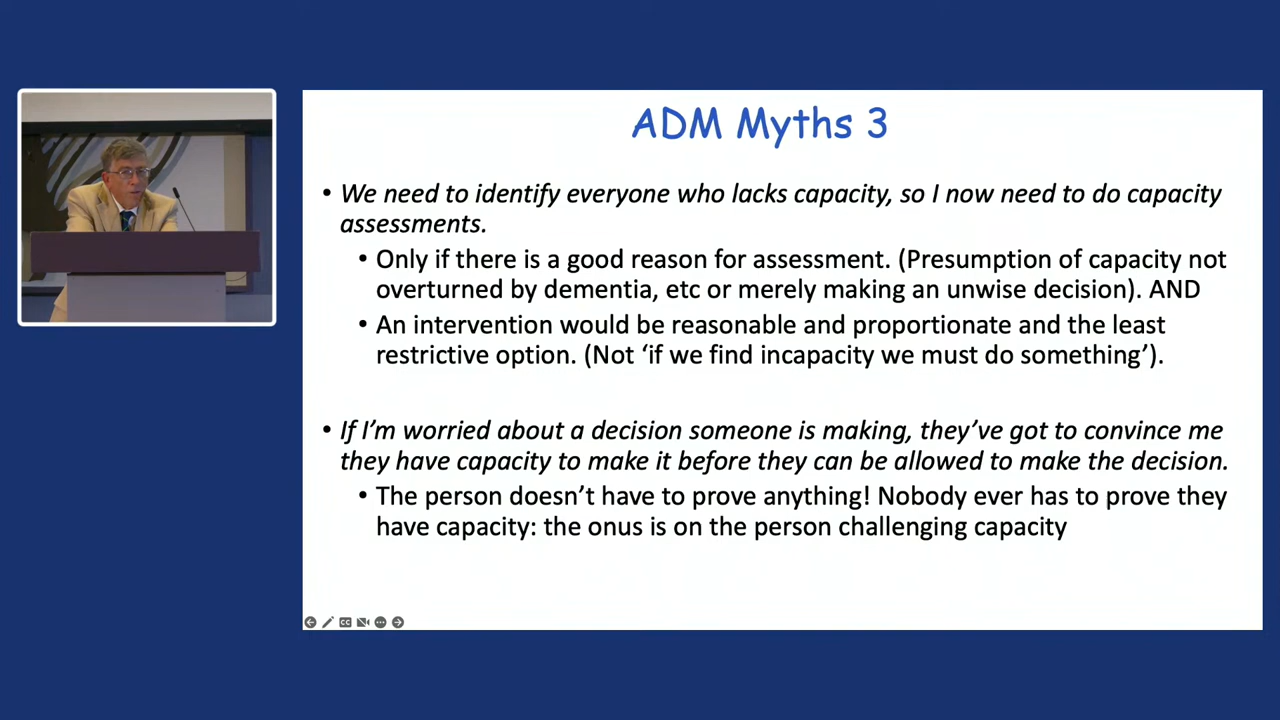 ADM Myths 3
• We need to identify everyone who lacks capacity, so I now need to do capacity
assessments.
• Only if there is a good reason for assessment. (Presumption of capacity not
overturned by dementia, etc or merely making an unwise decision). AND
• An intervention would be reasonable and proportionate and the least
restrictive option. (Not ‘if we find incapacity we must do something’).
• If I’m worried about a decision someone is making, they’ve got to convince me
they have capacity to make it before they can be allowed to make the decision.
• The person doesn’t have to prove anything! Nobody ever has to prove they
have capacity: the onus is on the person challenging capacity
CC